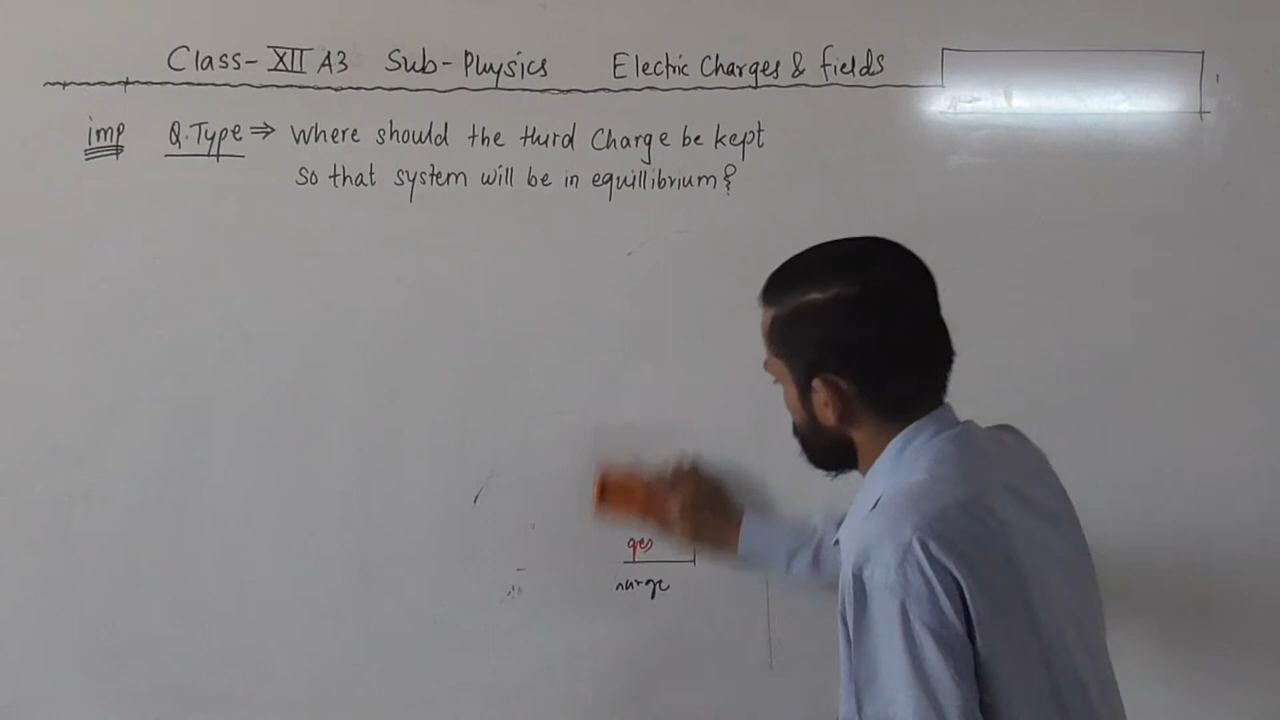 Class- XII A3 Sub- Physics Electric Charges & fields
imp Q.Type ⇒ Where should the third Charge be kept
So that system will be in equillibrium?